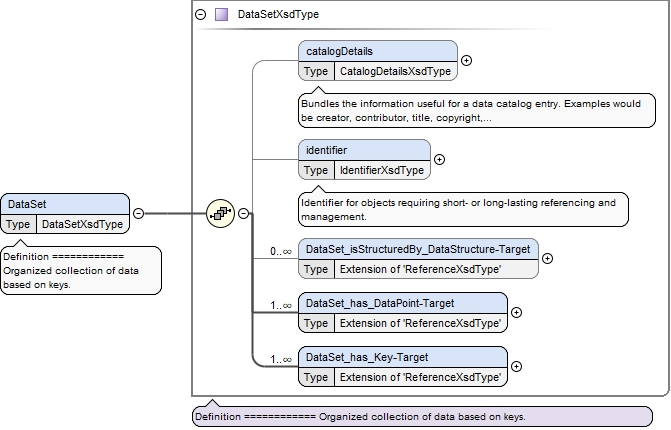 DataSetXsdType
catalogDetails
Type CatalogDetailsXsdType
Bundles the information useful for a data catalog entry. Examples would
be creator, contributor, title, copyright,...
identifier
Type IdentifierXsdType
Identifier for objects requiring short- or long-lasting referencing and
management.
DataSet
Type DataSetXsdType
Definition ============
Organized collection of data
based on keys.
0..∞ DataSet_isStructuredBy_DataStructure-Target
Type Extension of 'ReferenceXsdType'
1..∞ DataSet_has_DataPoint-Target
Type Extension of 'ReferenceXsdType'
1..∞ DataSet_has_Key-Target
Type Extension of 'ReferenceXsdType'
Definition ============ Organized collection of data based on keys.